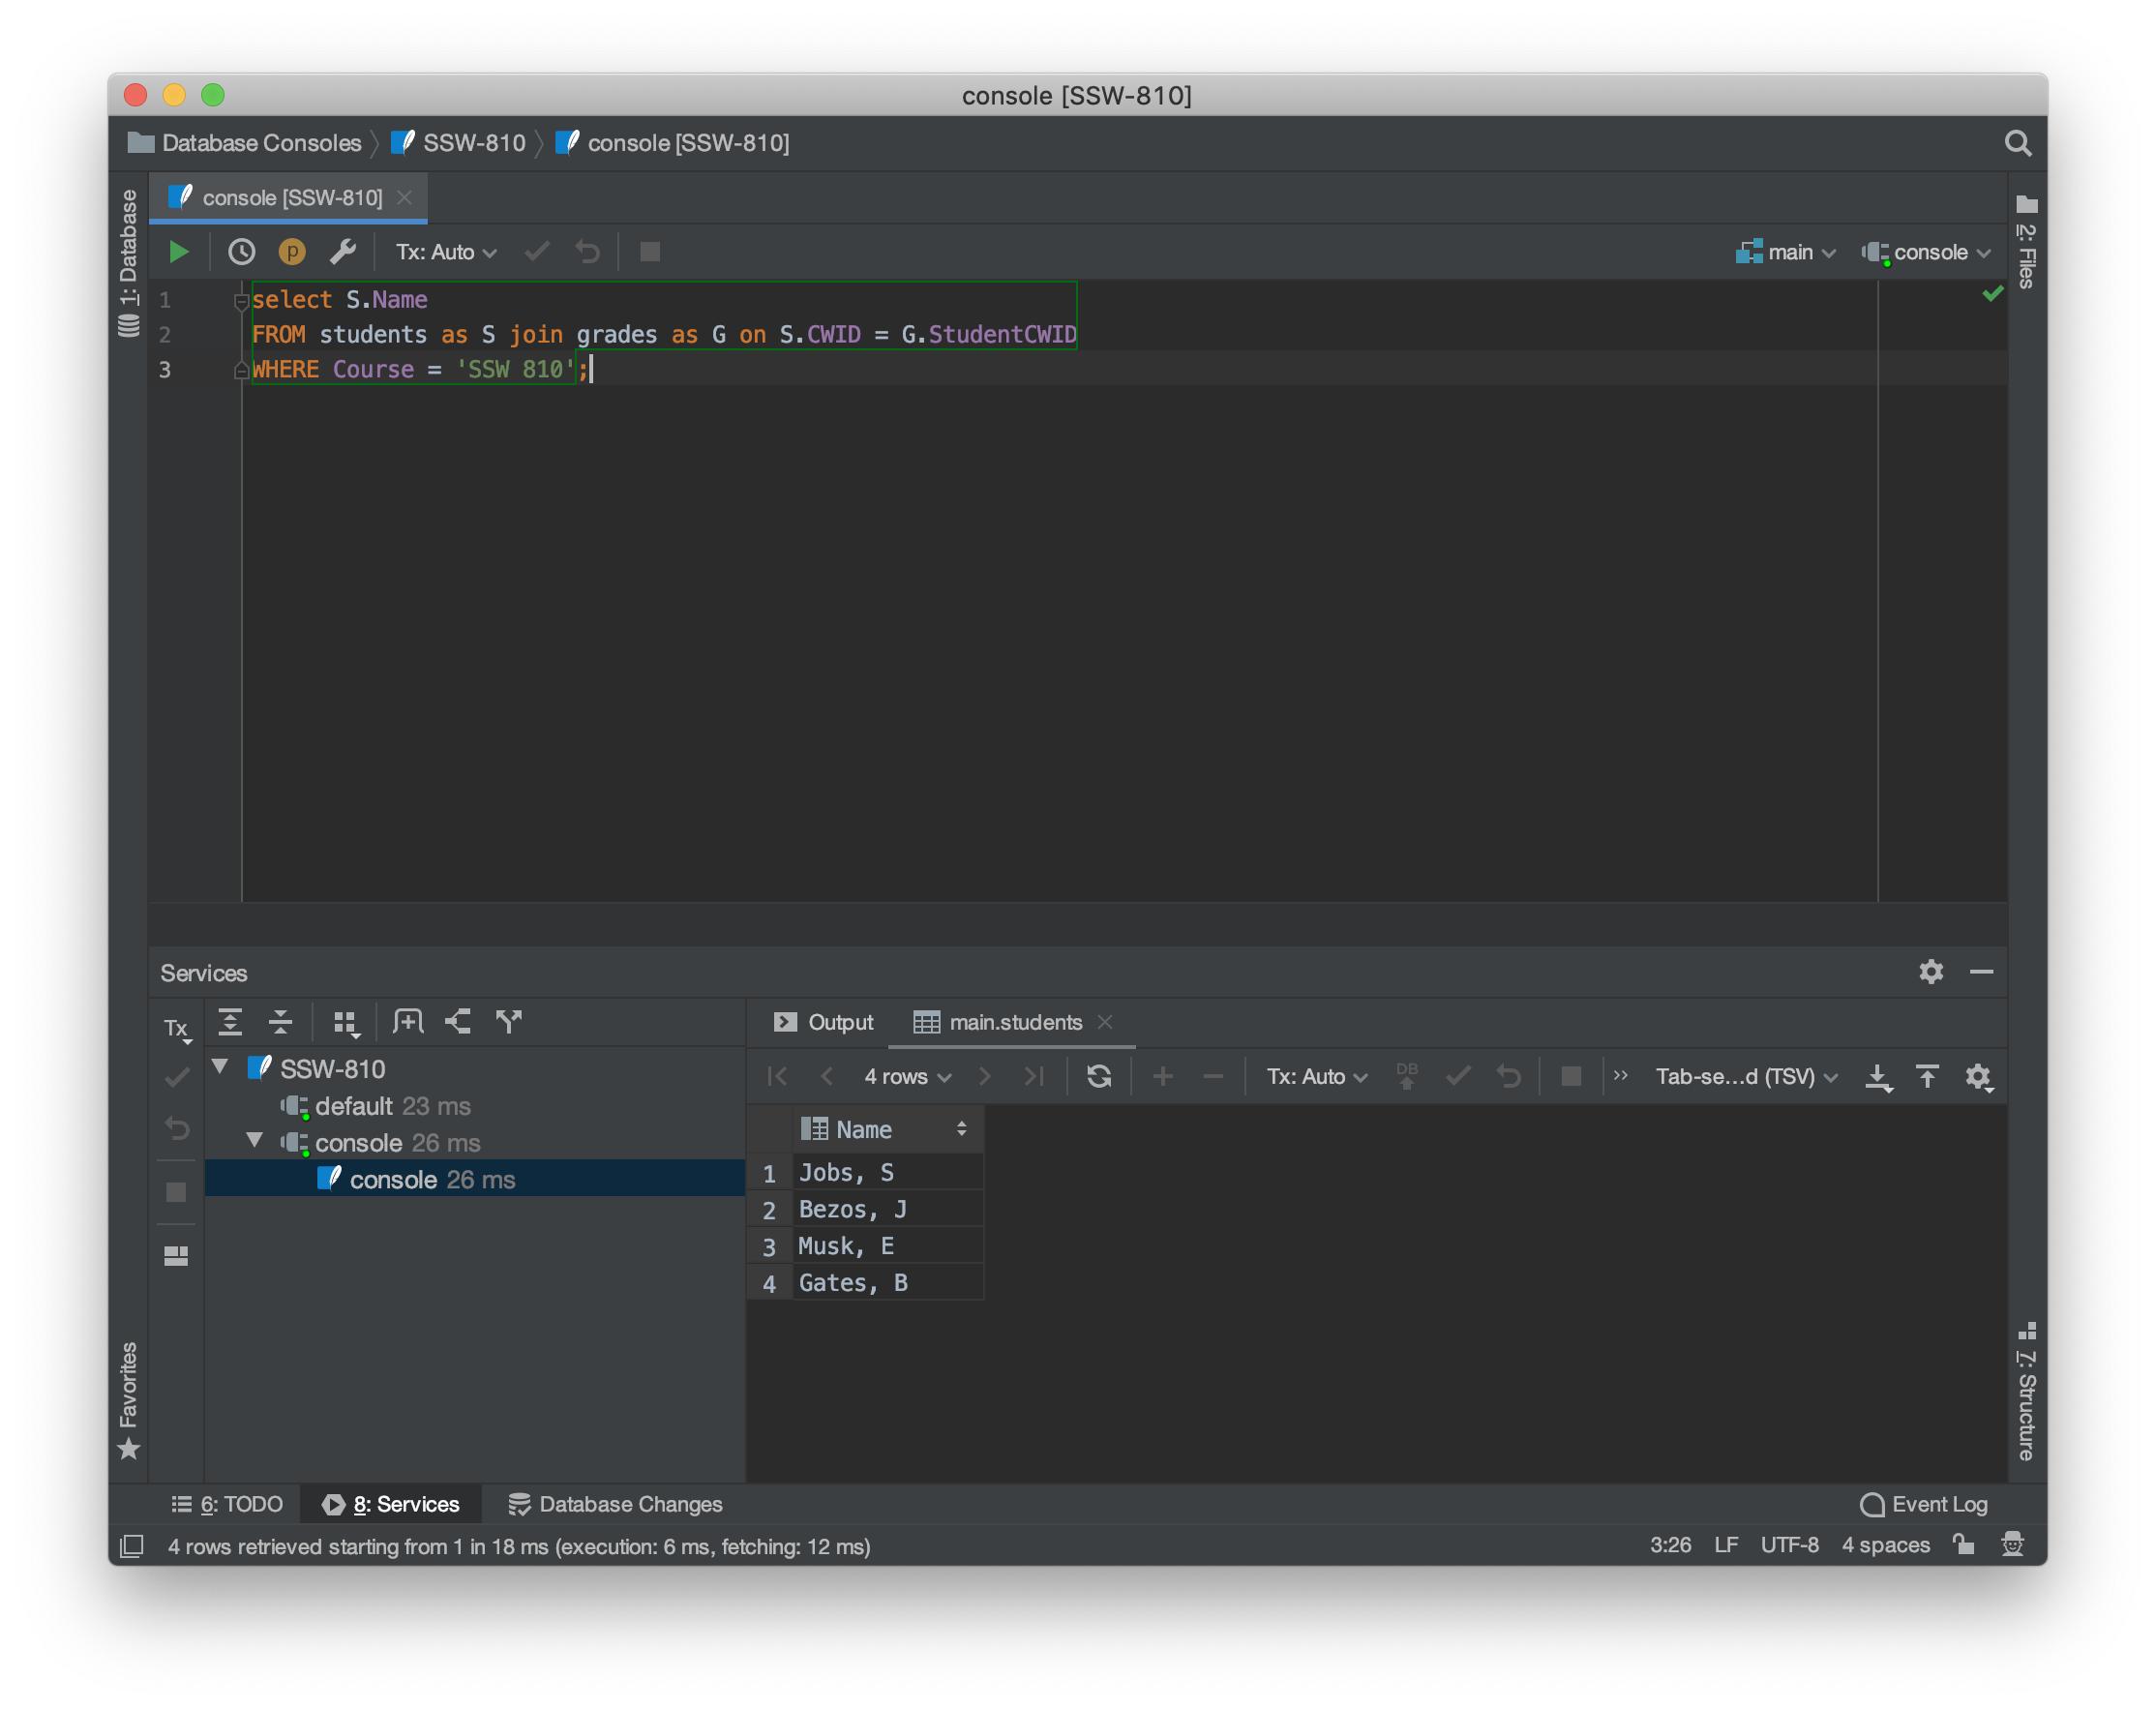 console [SSW-810]
Database Consoles SSW-810 console [SSW-810]
1: Database
console [SSW-810]
2: Files
Tx: Auto main console
1 select S.Name
2 FROM students as S join grades as G on S.CWID = G.StudentCWID
3 WHERE Course = 'SSW 810';
Services
Tx
SSW-810
default 23 ms
console 26 ms
console 26 ms
Output main.students
4 rows Tx: Auto DB Tab-se...d (TSV)
Name
1 Jobs, S
2 Bezos, J
3 Musk, E
4 Gates, B
Favorites
7: Structure
6: TODO 8: Services Database Changes Event Log
4 rows retrieved starting from 1 in 18 ms (execution: 6 ms, fetching: 12 ms) 3:26 LF UTF-8 4 spaces